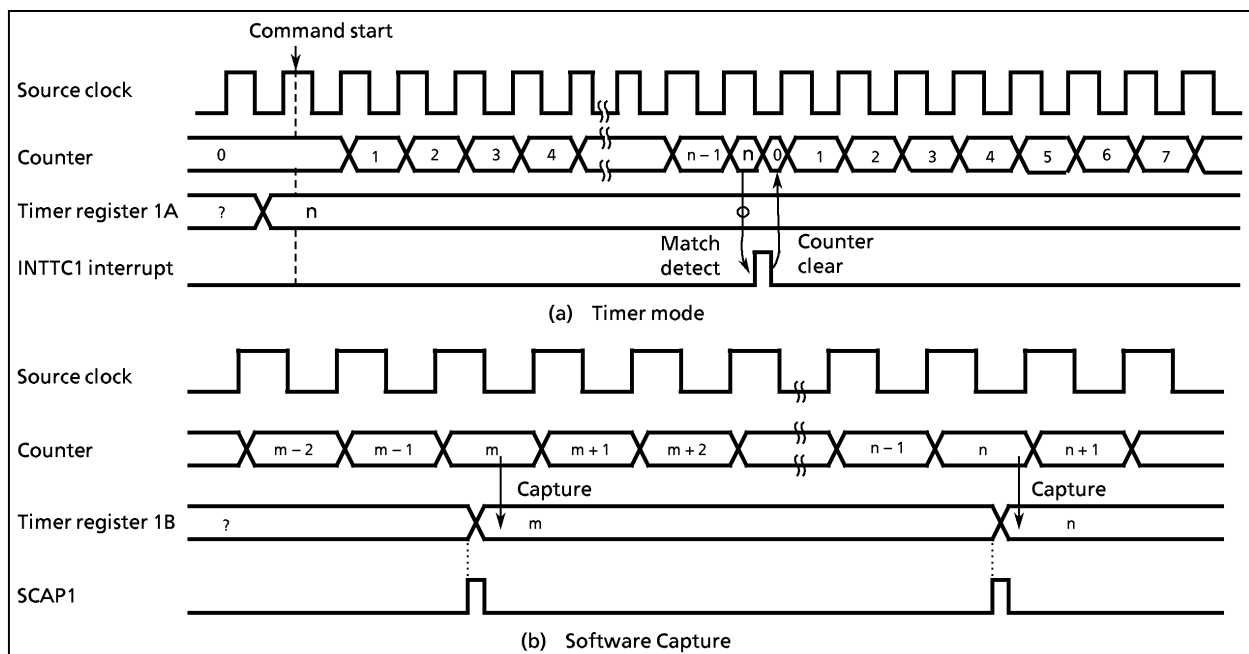 Command start
Source clock
Counter 0 1 2 3 4 n – 1 n 0 1 2 3 4 5 6 7
Timer register 1A ? n
Match detect
Counter clear
INTTC1 interrupt
(a) Timer mode
Source clock
Counter m – 2 m – 1 m m + 1 m + 2 n – 1 n n + 1
Capture Capture
Timer register 1B ? m n
SCAP1
(b) Software Capture